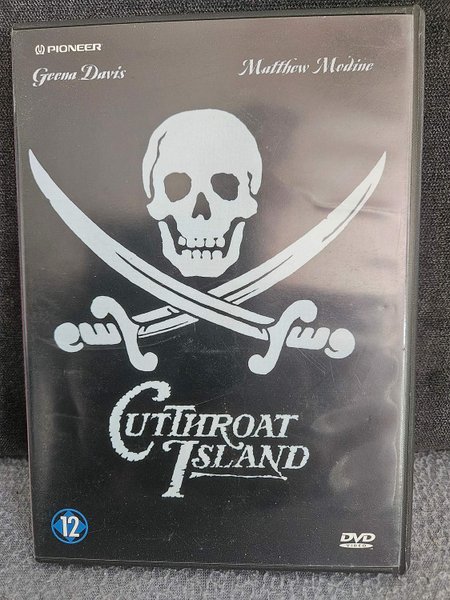 PIONEER
Geena Davis Matthew Modine
CUTTHROAT
ISLAND
12
DVD
VIDEO